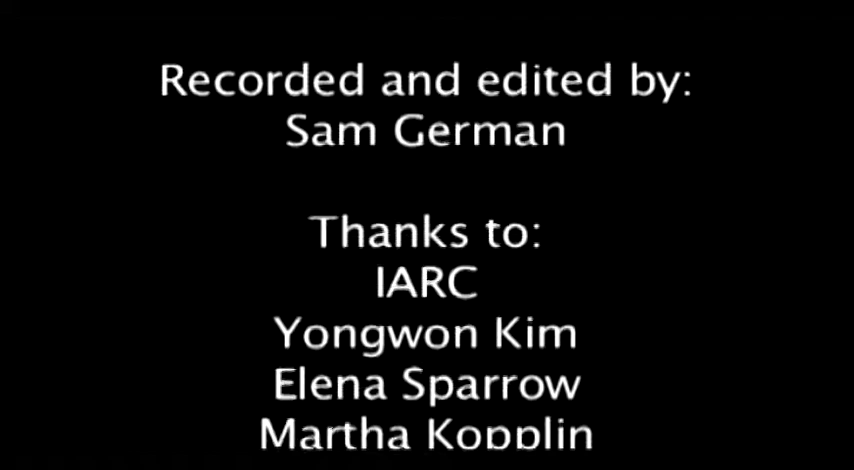 Recorded and edited by:
Sam German
Thanks to:
IARC
Yongwon Kim
Elena Sparrow
Martha Kopplin